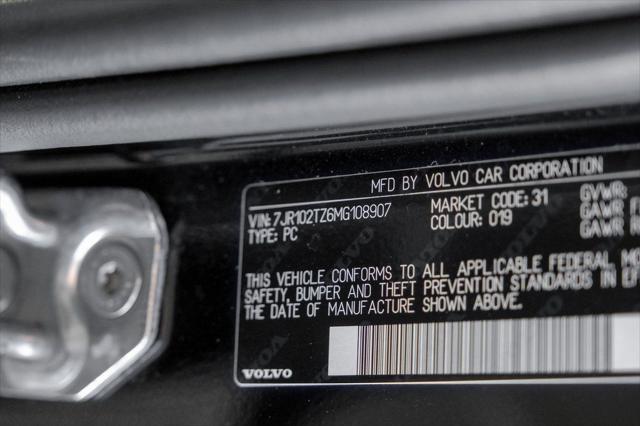 MFD BY VOLVO CAR CORPORATION
VIN: 7JR102TZ6MG108907
TYPE: PC
MARKET CODE: 31
COLOUR: 019
GVWR:
GAWR F
GAWR R
THIS VEHICLE CONFORMS TO ALL APPLICABLE FEDERAL MO
SAFETY, BUMPER AND THEFT PREVENTION STANDARDS IN EF
THE DATE OF MANUFACTURE SHOWN ABOVE.
VOLVO